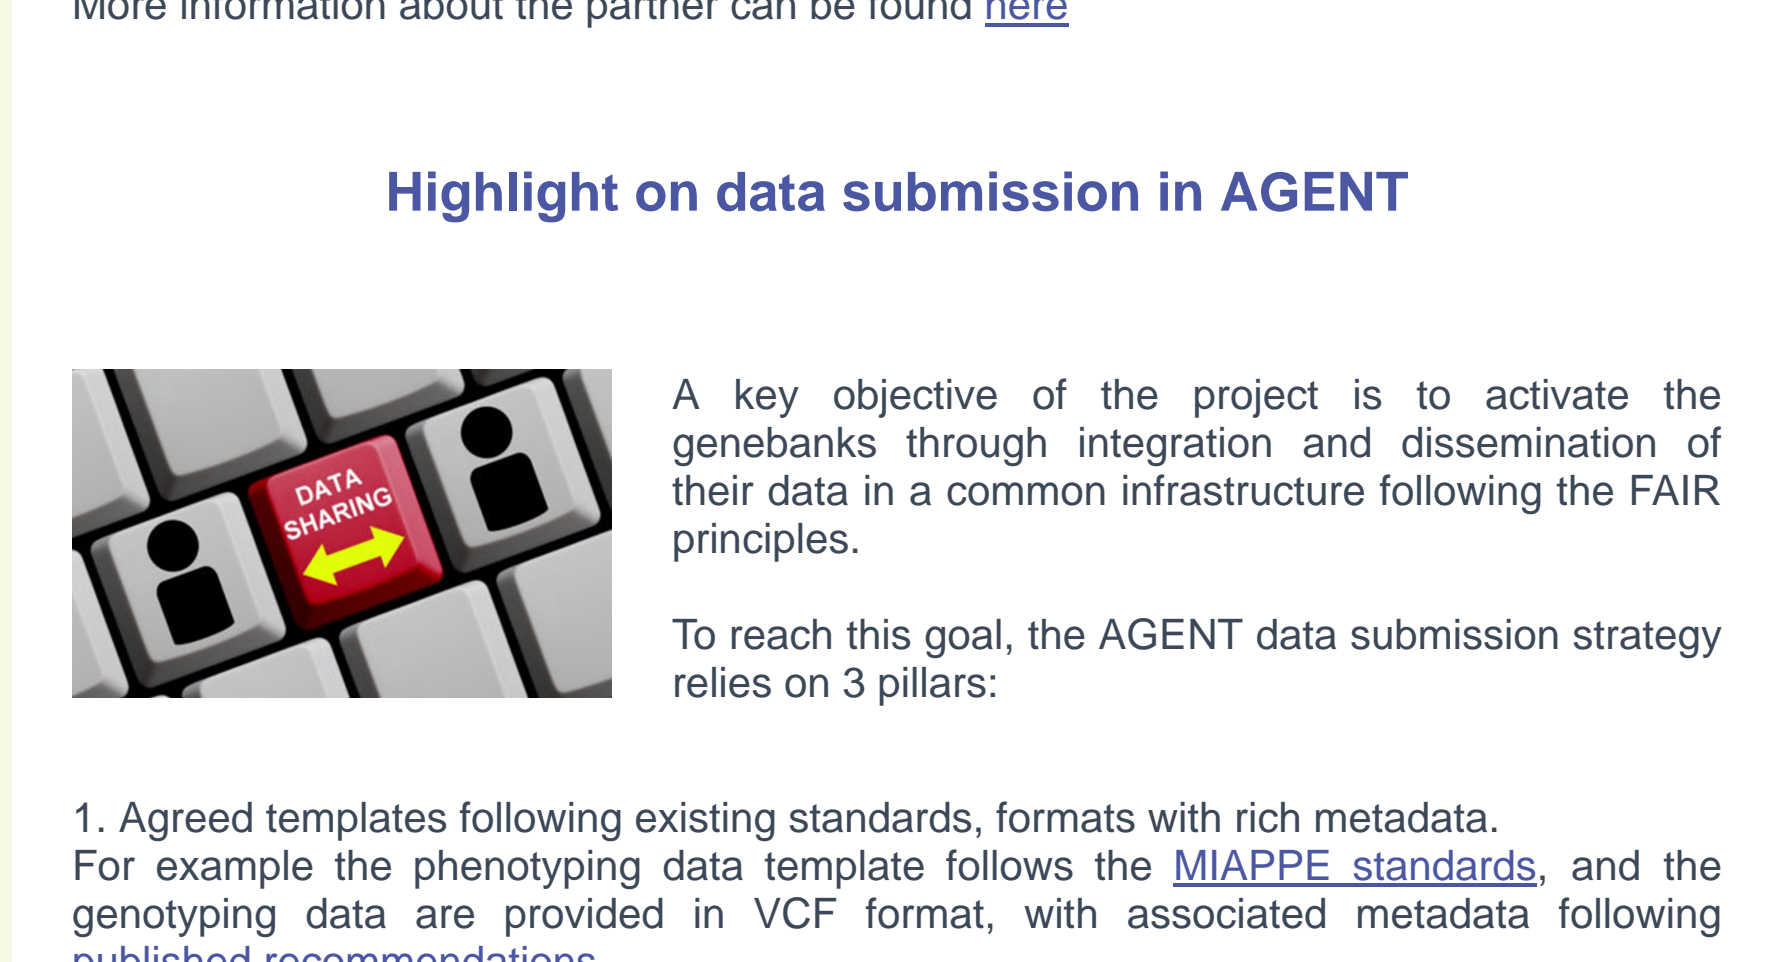 More information about the partner can be found here
Highlight on data submission in AGENT
DATA
SHARING
A key objective of the project is to activate the
genebanks through integration and dissemination of
their data in a common infrastructure following the FAIR
principles.
To reach this goal, the AGENT data submission strategy
relies on 3 pillars:
1. Agreed templates following existing standards, formats with rich metadata.
For example the phenotyping data template follows the MIAPPE standards, and the
genotyping data are provided in VCF format, with associated metadata following
published recommendations